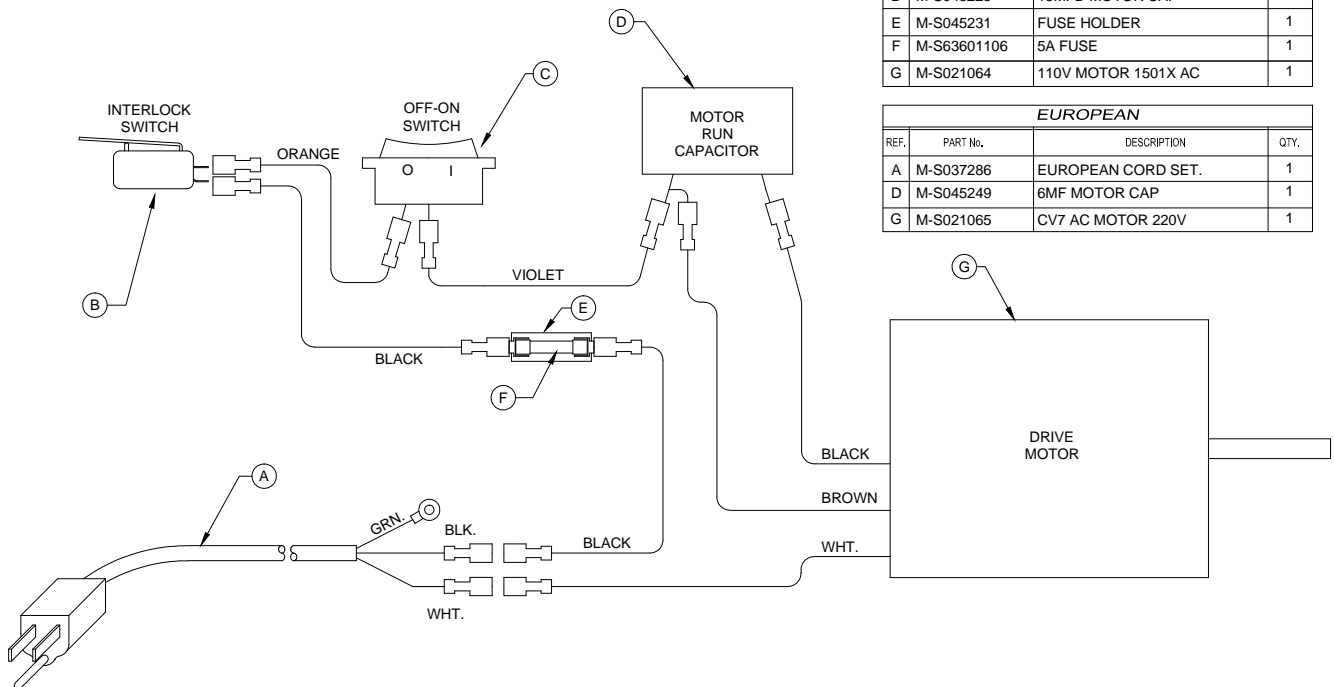 E M-S045231 FUSE HOLDER 1
F M-S63601106 5A FUSE 1
G M-S021064 110V MOTOR 1501X AC 1
EUROPEAN
REF. PART No. DESCRIPTION QTY.
A M-S037286 EUROPEAN CORD SET. 1
D M-S045249 6MF MOTOR CAP 1
G M-S021065 CV7 AC MOTOR 220V 1
D
C
INTERLOCK
SWITCH
OFF-ON
SWITCH
MOTOR
RUN
CAPACITOR
ORANGE
O I
VIOLET
G
B
E
BLACK
F
DRIVE
MOTOR
BLACK
A
BROWN
GRN.
BLK.
BLACK
WHT.
WHT.